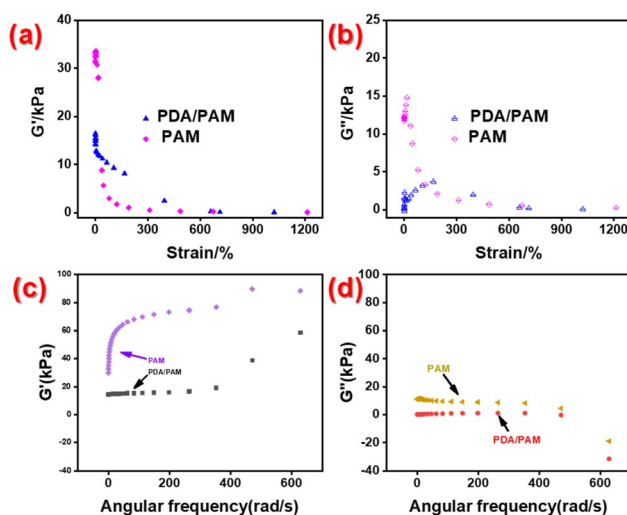 (a)
40
30
20
10
0
G'/kPa
PDA/PAM
PAM
0 300 600 900 1200
Strain/%
(b)
25
20
15
10
5
0
G''/kPa
PDA/PAM
PAM
0 300 600 900 1200
Strain/%
(c)
100
80
60
40
20
0
-20
-40
G'(kPa)
PAM
PDA/PAM
0 200 400 600
Angular frequency(rad/s)
(d)
100
80
60
40
20
0
-20
-40
G''(kPa)
PAM
PDA/PAM
0 200 400 600
Angular frequency(rad/s)